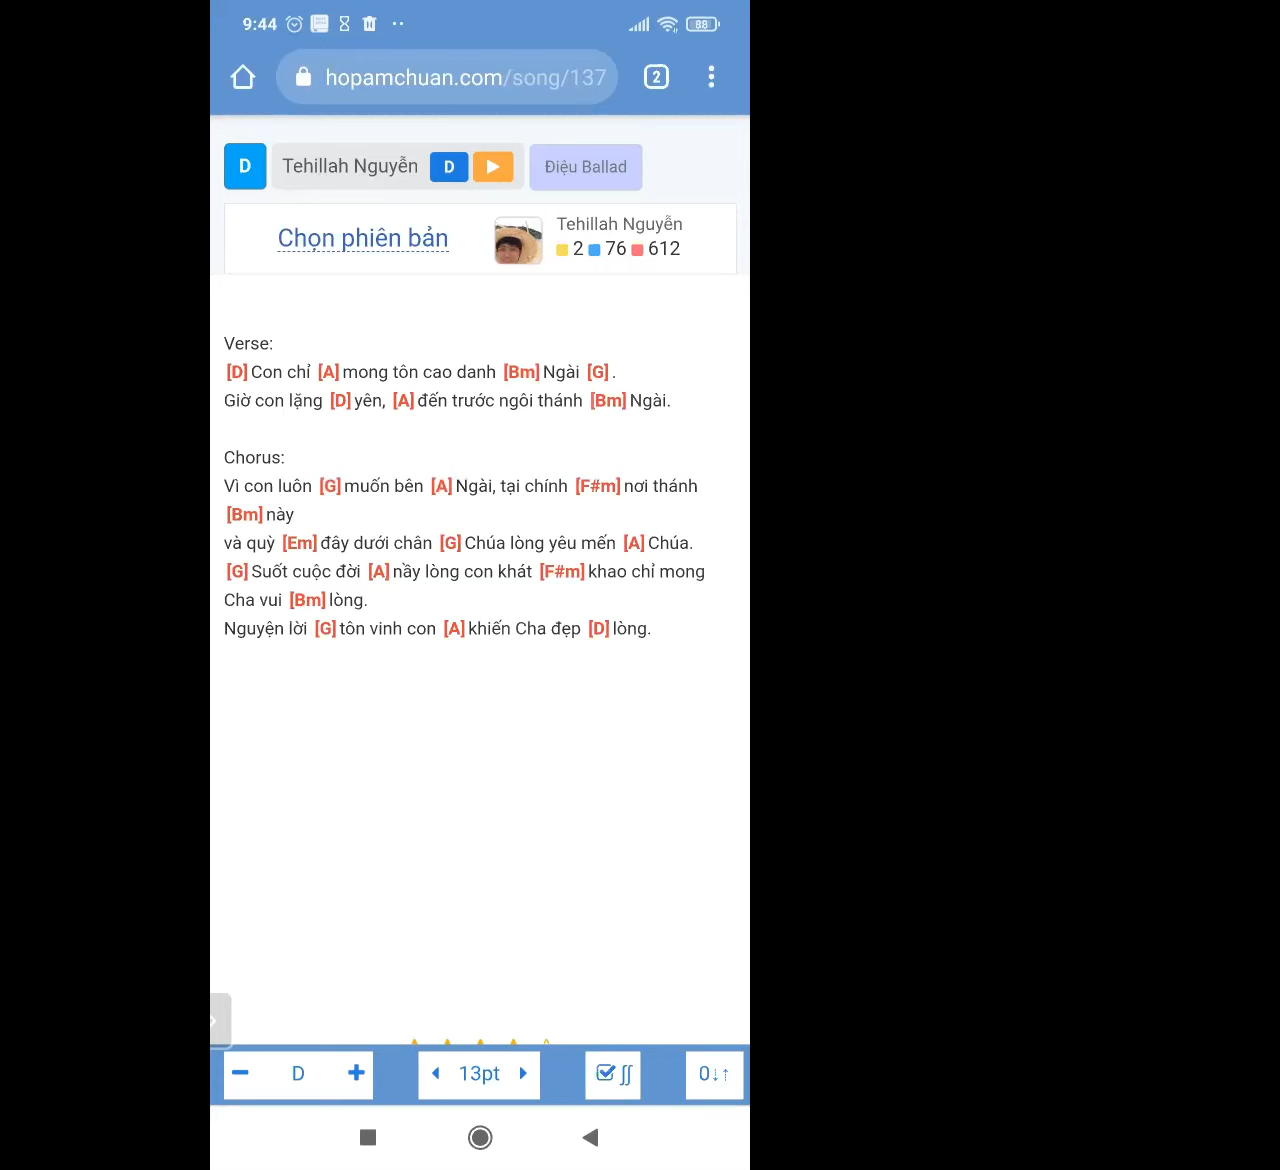 9:44
88
hopamchuan.com/song/137
2
D
Tehillah Nguyễn
D
Điệu Ballad
Chọn phiên bản
Tehillah Nguyễn
2 76 612
Verse:
[D]Con chỉ [A]mong tôn cao danh [Bm]Ngài [G].
Giờ con lặng [D]yên, [A]đến trước ngôi thánh [Bm]Ngài.
Chorus:
Vì con luôn [G]muốn bên [A]Ngài, tại chính [F#m]nơi thánh
[Bm]này
và quỳ [Em]đây dưới chân [G]Chúa lòng yêu mến [A]Chúa.
[G]Suốt cuộc đời [A]nầy lòng con khát [F#m]khao chỉ mong
Cha vui [Bm]lòng.
Nguyện lời [G]tôn vinh con [A]khiến Cha đẹp [D]lòng.
D
13pt
0↓↑